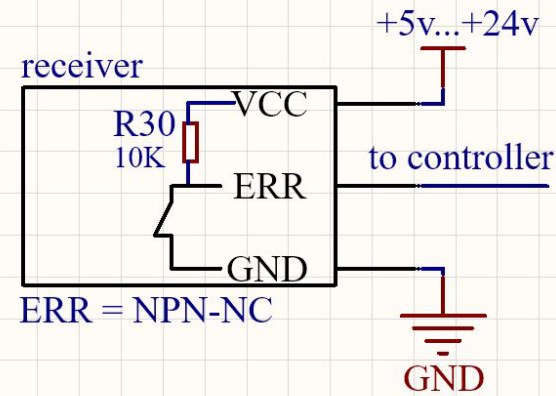 +5v...+24v
receiver
VCC
R30
10K
to controller
ERR
GND
ERR = NPN-NC
GND